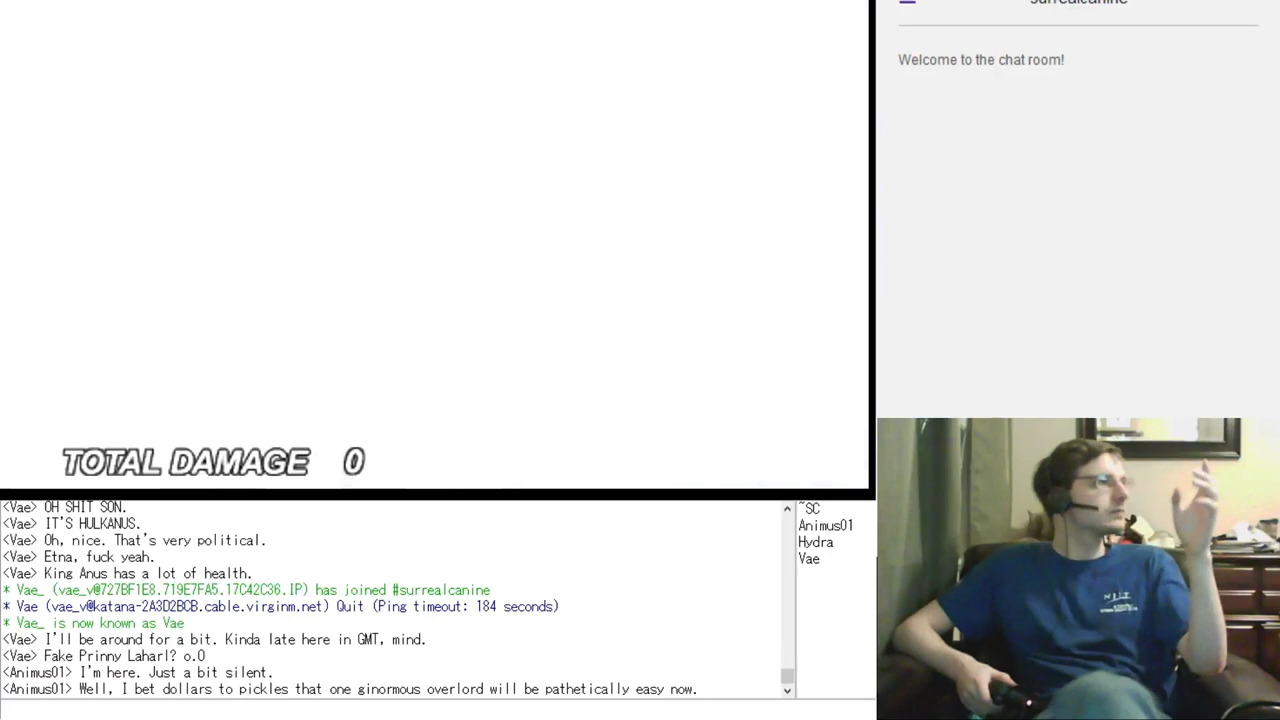 surrealcanine
Welcome to the chat room!
TOTAL DAMAGE 0
<Vae> OH SHIT SON.
<Vae> IT'S HULKANUS.
<Vae> Oh, nice. That's very political.
<Vae> Etna, fuck yeah.
<Vae> King Anus has a lot of health.
* Vae_ (vae_v@727BF1E8.719E7FA5.17C42C36.IP) has joined #surrealcanine
* Vae (vae_v@katana-2A3D2BCB.cable.virginm.net) Quit (Ping timeout: 184 seconds)
* Vae_ is now known as Vae
<Vae> I'll be around for a bit. Kinda late here in GMT, mind.
<Vae> Fake Prinny Laharl? o.O
<Animus01> I'm here. Just a bit silent.
<Animus01> Well, I bet dollars to pickles that one ginormous overlord will be pathetically easy now.
~SC
Animus01
Hydra
Vae